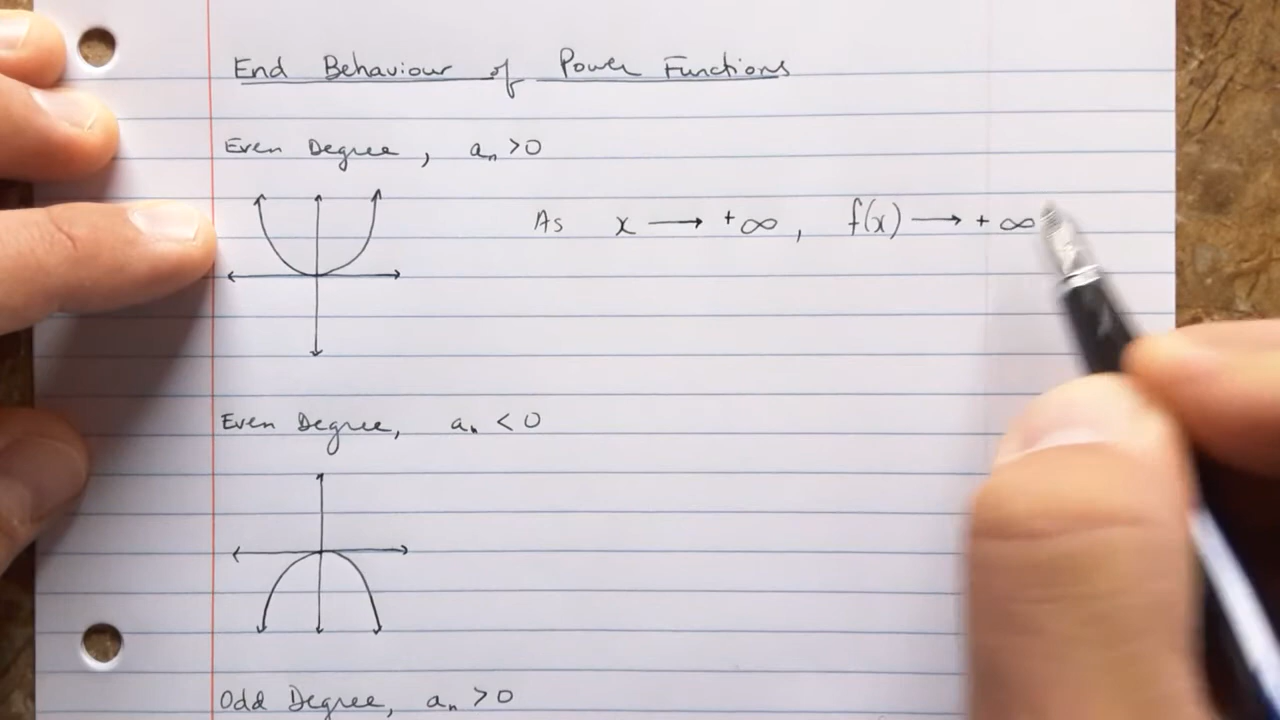 End Behaviour of Power Functions
Even Degree, aₙ >0
As x ⟶ +∞, f(x) ⟶ + ∞
Even Degree, aₙ < 0
Odd Degree, aₙ > 0